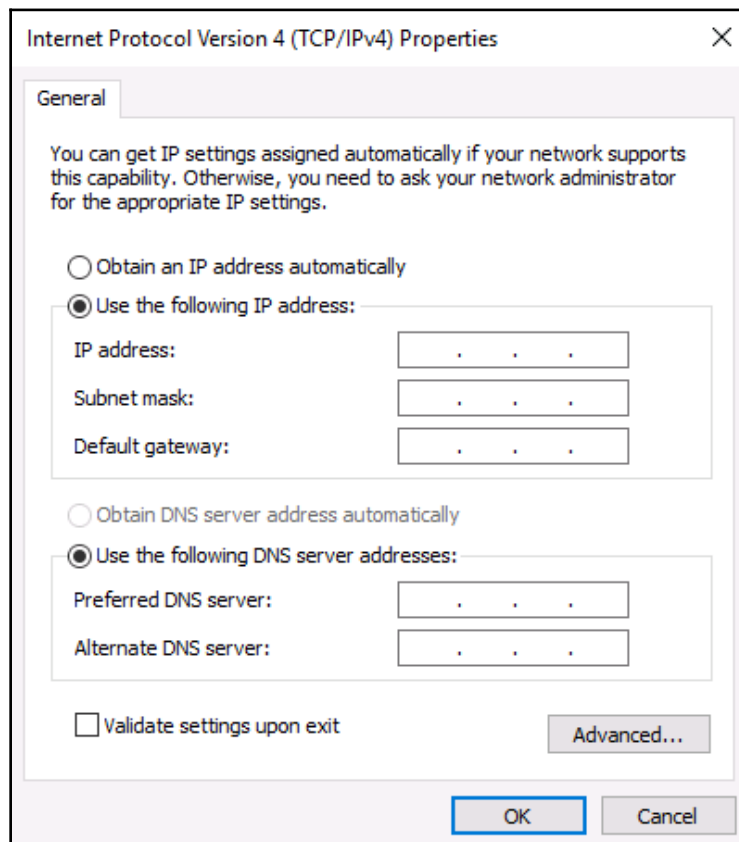 Internet Protocol Version 4 (TCP/IPv4) Properties
General
You can get IP settings assigned automatically if your network supports
this capability. Otherwise, you need to ask your network administrator
for the appropriate IP settings.
Obtain an IP address automatically
Use the following IP address:
IP address: . . .
Subnet mask: . . .
Default gateway: . . .
Obtain DNS server address automatically
Use the following DNS server addresses:
Preferred DNS server: . . .
Alternate DNS server: . . .
Validate settings upon exit
Advanced...
OK Cancel